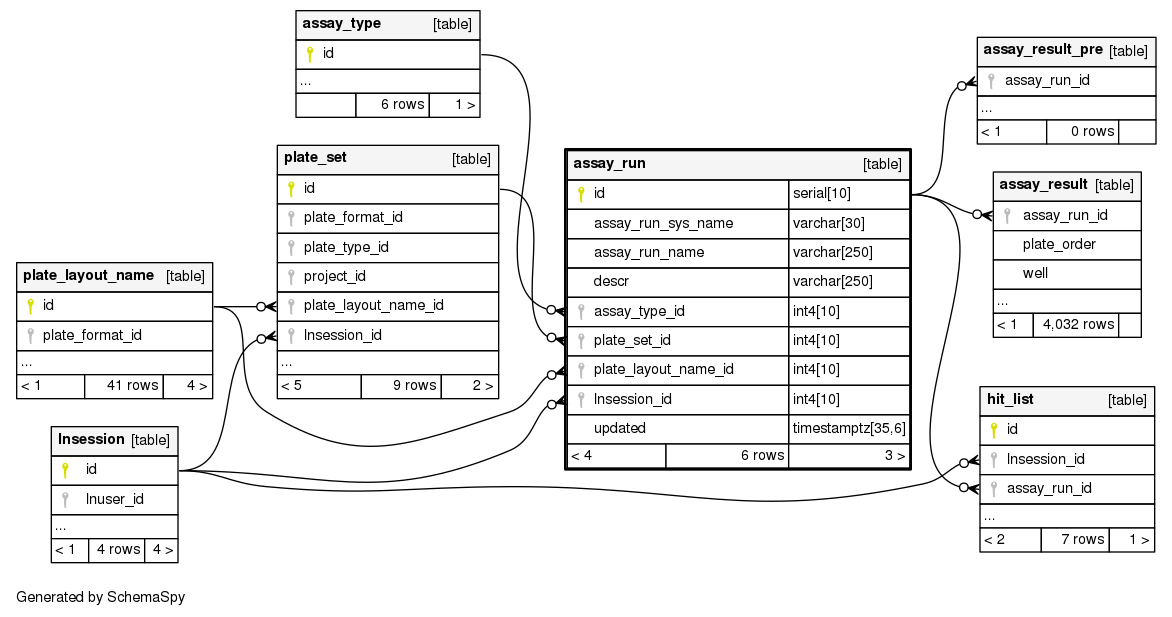 assay_type [table]
id
...
6 rows 1 >
plate_set [table]
id
plate_format_id
plate_type_id
project_id
plate_layout_name_id
lnsession_id
...
< 5 9 rows 2 >
plate_layout_name [table]
id
plate_format_id
...
< 1 41 rows 4 >
lnsession [table]
id
lnuser_id
...
< 1 4 rows 4 >
assay_run [table]
id serial[10]
assay_run_sys_name varchar[30]
assay_run_name varchar[250]
descr varchar[250]
assay_type_id int4[10]
plate_set_id int4[10]
plate_layout_name_id int4[10]
lnsession_id int4[10]
updated timestamptz[35,6]
< 4 6 rows 3 >
assay_result_pre [table]
assay_run_id
...
< 1 0 rows
assay_result [table]
assay_run_id
plate_order
well
...
< 1 4,032 rows
hit_list [table]
id
lnsession_id
assay_run_id
...
< 2 7 rows 1 >
Generated by SchemaSpy